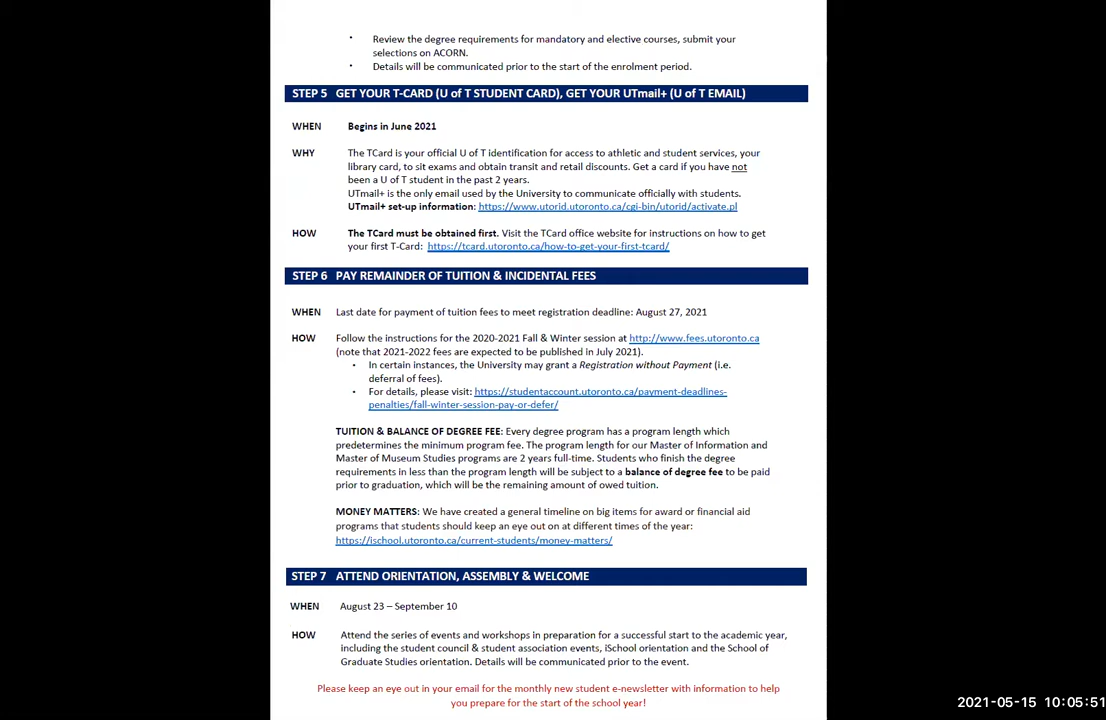 • Review the degree requirements for mandatory and elective courses, submit your
selections on ACORN.
• Details will be communicated prior to the start of the enrolment period.
STEP 5 GET YOUR T-CARD (U of T STUDENT CARD), GET YOUR UTmail+ (U of T EMAIL)
WHEN Begins in June 2021
WHY The TCard is your official U of T identification for access to athletic and student services, your
library card, to sit exams and obtain transit and retail discounts. Get a card if you have not
been a U of T student in the past 2 years.
UTmail+ is the only email used by the University to communicate officially with students.
UTmail+ set-up information: https://www.utorid.utoronto.ca/cgi-bin/utorid/activate.pl
HOW The TCard must be obtained first. Visit the TCard office website for instructions on how to get
your first T-Card: https://tcard.utoronto.ca/how-to-get-your-first-tcard/
STEP 6 PAY REMAINDER OF TUITION & INCIDENTAL FEES
WHEN Last date for payment of tuition fees to meet registration deadline: August 27, 2021
HOW Follow the instructions for the 2020-2021 Fall & Winter session at http://www.fees.utoronto.ca
(note that 2021-2022 fees are expected to be published in July 2021).
• In certain instances, the University may grant a Registration without Payment (i.e.
deferral of fees).
• For details, please visit: https://studentaccount.utoronto.ca/payment-deadlines-
penalties/fall-winter-session-pay-or-defer/
TUITION & BALANCE OF DEGREE FEE: Every degree program has a program length which
predetermines the minimum program fee. The program length for our Master of Information and
Master of Museum Studies programs are 2 years full-time. Students who finish the degree
requirements in less than the program length will be subject to a balance of degree fee to be paid
prior to graduation, which will be the remaining amount of owed tuition.
MONEY MATTERS: We have created a general timeline on big items for award or financial aid
programs that students should keep an eye out on at different times of the year:
https://ischool.utoronto.ca/current-students/money-matters/
STEP 7 ATTEND ORIENTATION, ASSEMBLY & WELCOME
WHEN August 23 – September 10
HOW Attend the series of events and workshops in preparation for a successful start to the academic year,
including the student council & student association events, iSchool orientation and the School of
Graduate Studies orientation. Details will be communicated prior to the event.
Please keep an eye out in your email for the monthly new student e-newsletter with information to help
you prepare for the start of the school year!
2021-05-15 10:05:51